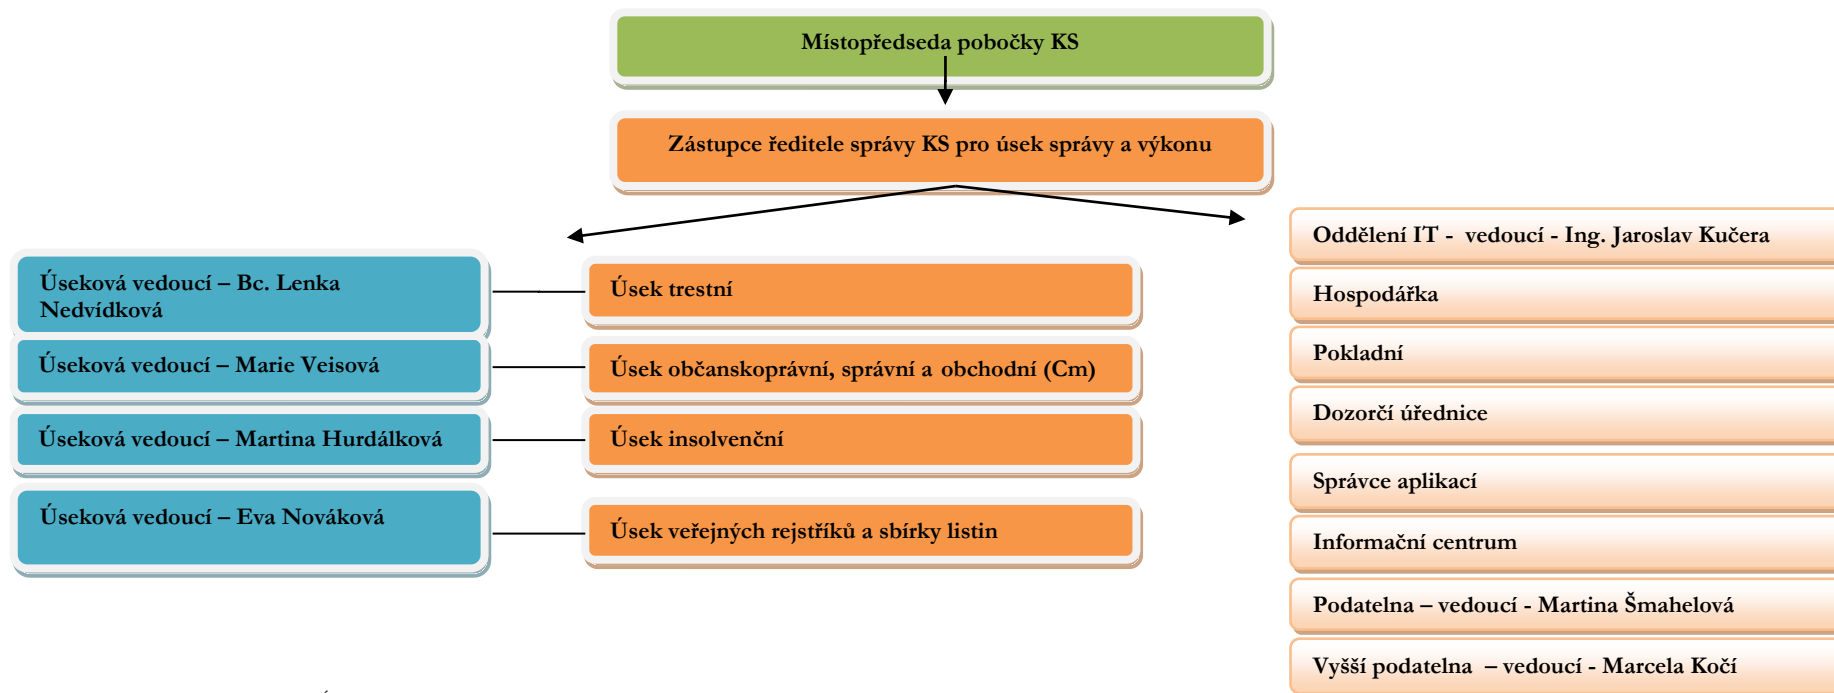 Místopředseda pobočky KS
Zástupce ředitele správy KS pro úsek správy a výkonu
Úseková vedoucí – Bc. Lenka
Nedvídková
Úsek trestní
Úseková vedoucí – Marie Veisová
Úsek občanskoprávní, správní a obchodní (Cm)
Úseková vedoucí – Martina Hurdálková
Úsek insolvenční
Úseková vedoucí – Eva Nováková
Úsek veřejných rejstříků a sbírky listin
Oddělení IT - vedoucí - Ing. Jaroslav Kučera
Hospodářka
Pokladní
Dozorčí úřednice
Správce aplikací
Informační centrum
Podatelna – vedoucí - Martina Šmahelová
Vyšší podatelna – vedoucí - Marcela Kočí